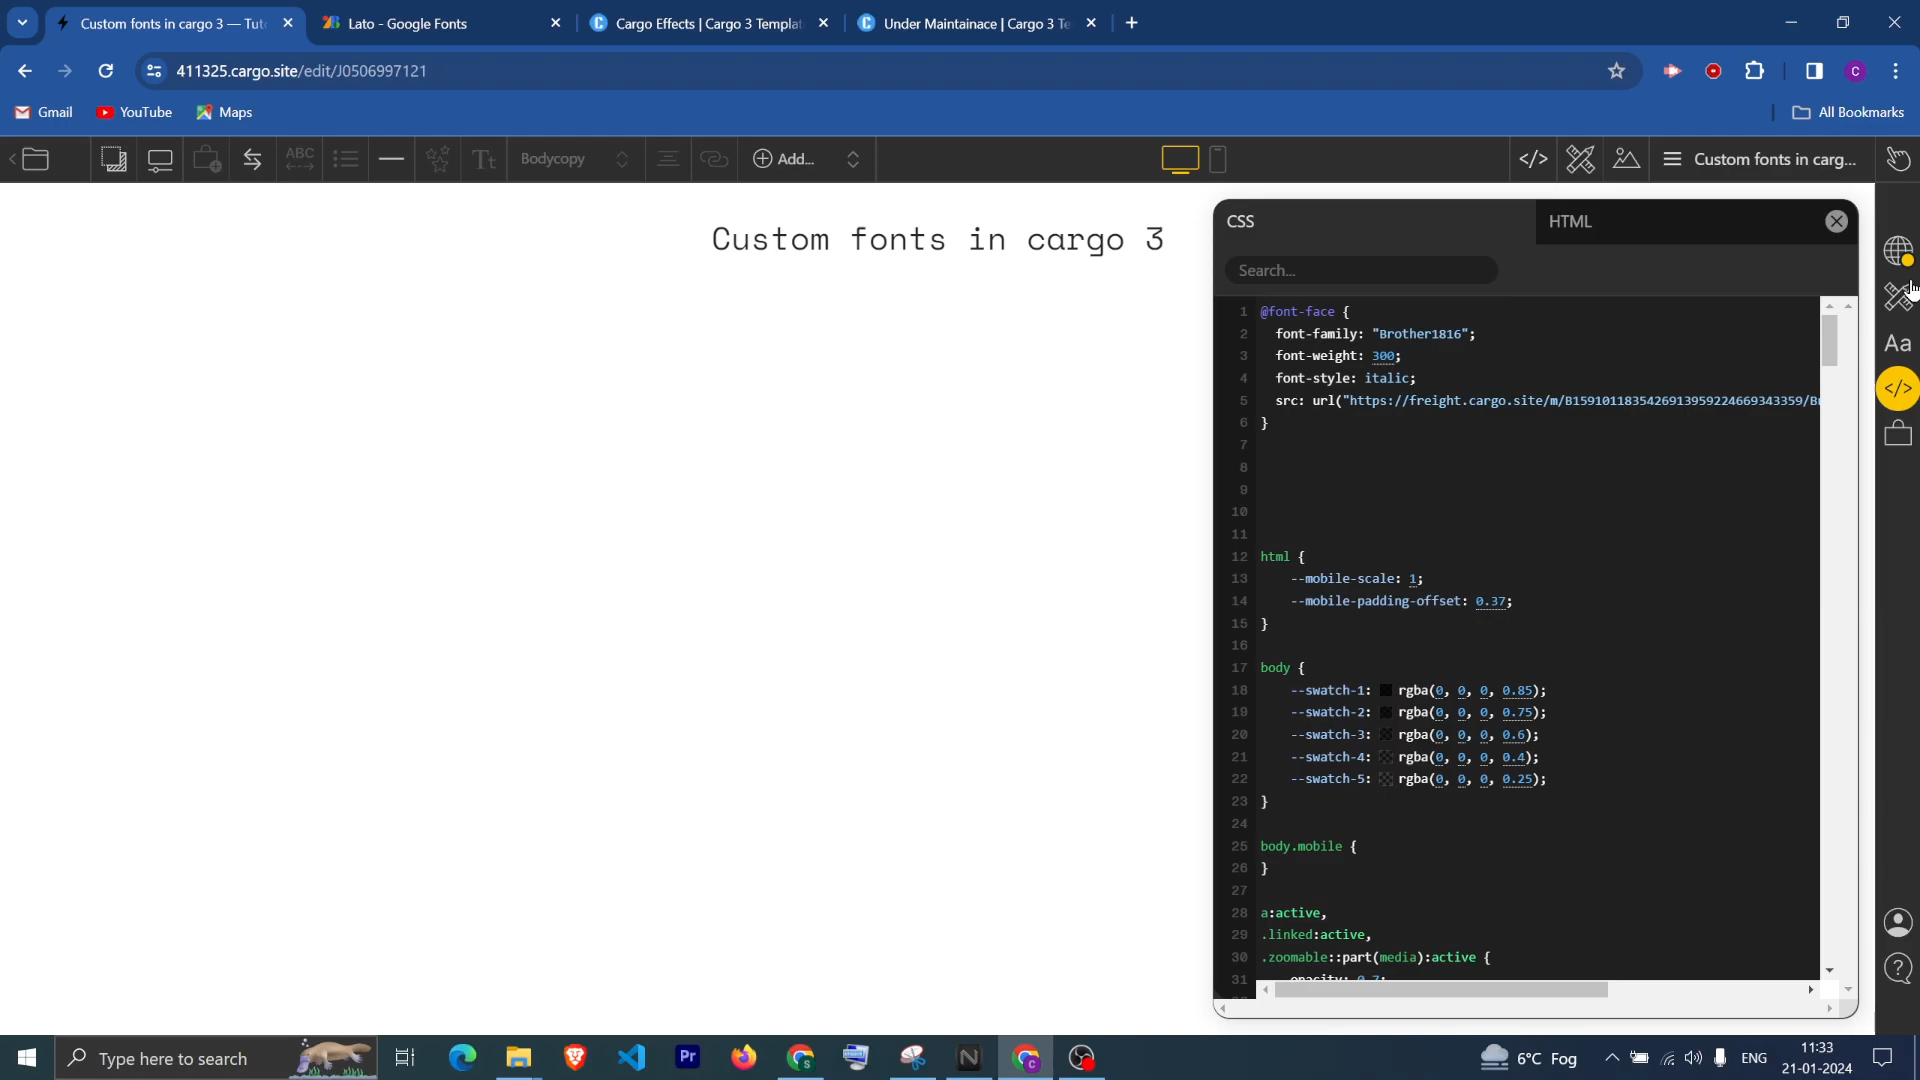 Custom fonts in cargo 3 — Tuto
Lato - Google Fonts
Cargo Effects | Cargo 3 Templat
Under Maintainace | Cargo 3 Te
411325.cargo.site/edit/J0506997121
Gmail
YouTube
Maps
All Bookmarks
ABC
Tt
Bodycopy
Add...
</>
Custom fonts in carg...
Custom fonts in cargo 3
CSS
HTML
Search...
Aa
</>
1 @font-face {
2 font-family: "Brother1816";
3 font-weight: 300;
4 font-style: italic;
5 src: url("https://freight.cargo.site/m/B1591011835426913959224669343359/Br
6 }
7
8
9
10
11
12 html {
13 --mobile-scale: 1;
14 --mobile-padding-offset: 0.37;
15 }
16
17 body {
18 --swatch-1: rgba(0, 0, 0, 0.85);
19 --swatch-2: rgba(0, 0, 0, 0.75);
20 --swatch-3: rgba(0, 0, 0, 0.6);
21 --swatch-4: rgba(0, 0, 0, 0.4);
22 --swatch-5: rgba(0, 0, 0, 0.25);
23 }
24
25 body.mobile {
26 }
27
28 a:active,
29 .linked:active,
30 .zoomable::part(media):active {
31 opacity: 0.7;
Type here to search
Pr
6°C Fog
ENG
11:33
21-01-2024